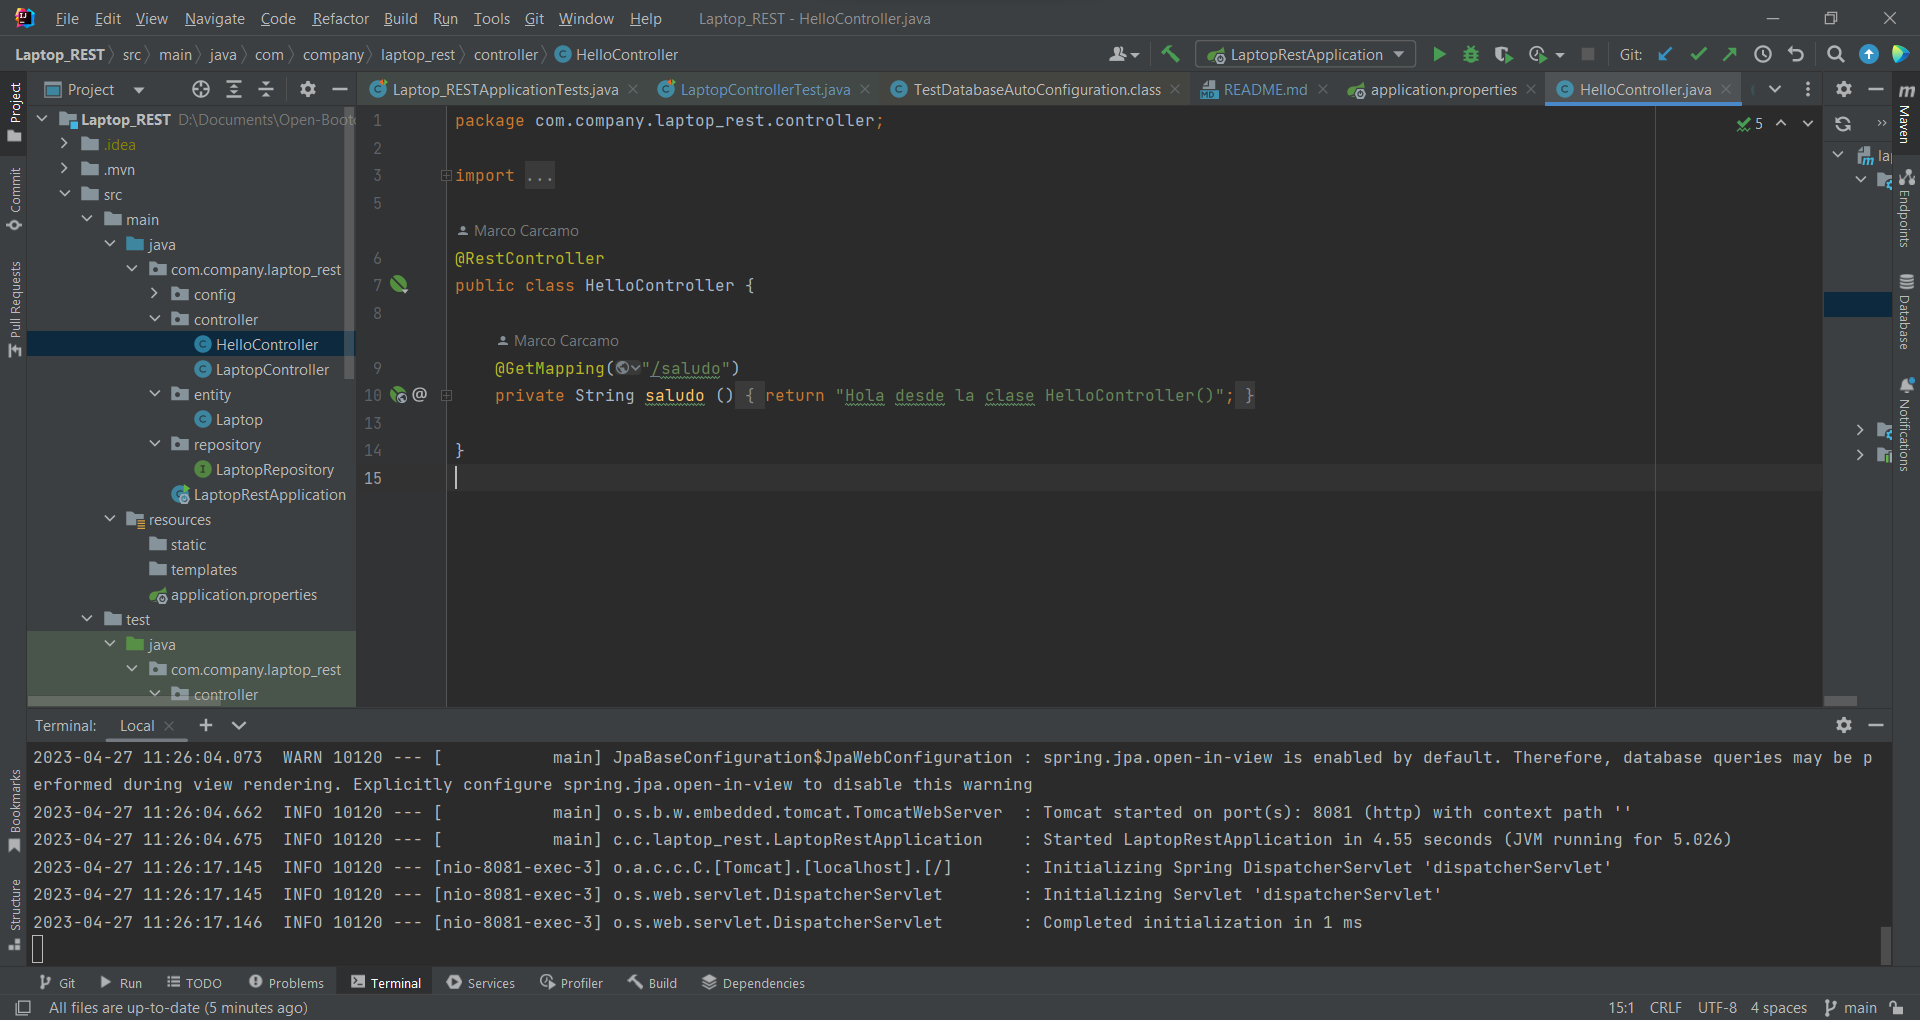 File Edit View Navigate Code Refactor Build Run Tools Git Window Help Laptop_REST - HelloController.java
Laptop_REST src main java com company laptop_rest controller HelloController LaptopRestApplication Git:
Project Laptop_RESTApplicationTests.java LaptopControllerTest.java TestDatabaseAutoConfiguration.class README.md application.properties HelloController.java
Project
Commit
Pull Requests
Bookmarks
Structure
Laptop_REST D:\Documents\Open-Boot
.idea
.mvn
src
main
java
com.company.laptop_rest
config
controller
HelloController
LaptopController
entity
Laptop
repository
LaptopRepository
LaptopRestApplication
resources
static
templates
application.properties
test
java
com.company.laptop_rest
controller
1 package com.company.laptop_rest.controller;
2
3 import ...
5
Marco Carcamo
6 @RestController
7 public class HelloController {
8
Marco Carcamo
9 @GetMapping("/saludo")
10 private String saludo () { return "Hola desde la clase HelloController()"; }
13
14 }
15
5
la
Maven
Endpoints
Database
Notifications
Terminal: Local
2023-04-27 11:26:04.073  WARN 10120 --- [           main] JpaBaseConfiguration$JpaWebConfiguration : spring.jpa.open-in-view is enabled by default. Therefore, database queries may be p
erformed during view rendering. Explicitly configure spring.jpa.open-in-view to disable this warning
2023-04-27 11:26:04.662  INFO 10120 --- [           main] o.s.b.w.embedded.tomcat.TomcatWebServer  : Tomcat started on port(s): 8081 (http) with context path ''
2023-04-27 11:26:04.675  INFO 10120 --- [           main] c.c.laptop_rest.LaptopRestApplication    : Started LaptopRestApplication in 4.55 seconds (JVM running for 5.026)
2023-04-27 11:26:17.145  INFO 10120 --- [nio-8081-exec-3] o.a.c.c.C.[Tomcat].[localhost].[/]       : Initializing Spring DispatcherServlet 'dispatcherServlet'
2023-04-27 11:26:17.145  INFO 10120 --- [nio-8081-exec-3] o.s.web.servlet.DispatcherServlet        : Initializing Servlet 'dispatcherServlet'
2023-04-27 11:26:17.146  INFO 10120 --- [nio-8081-exec-3] o.s.web.servlet.DispatcherServlet        : Completed initialization in 1 ms
Git Run TODO Problems Terminal Services Profiler Build Dependencies
All files are up-to-date (5 minutes ago) 15:1 CRLF UTF-8 4 spaces main